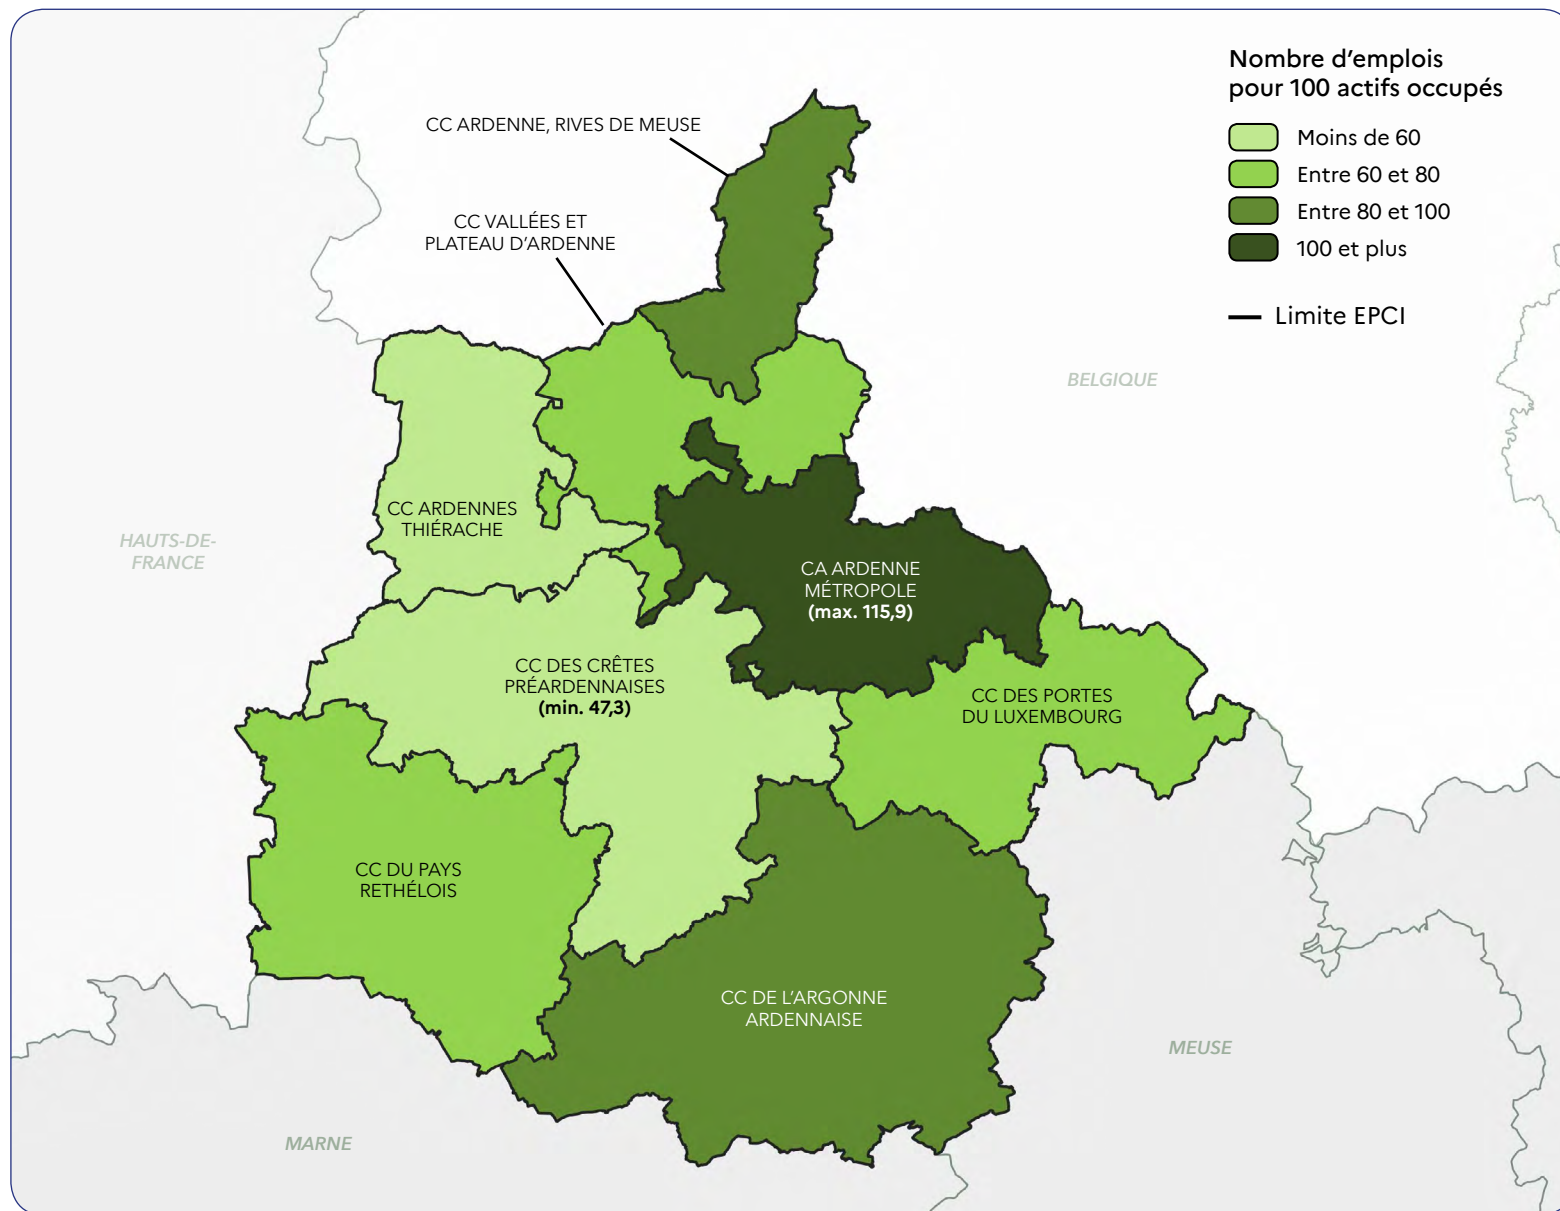 Nombre d'emplois
pour 100 actifs occupés
Moins de 60
Entre 60 et 80
Entre 80 et 100
100 et plus
Limite EPCI
CC ARDENNE, RIVES DE MEUSE
CC VALLÉES ET
PLATEAU D'ARDENNE
BELGIQUE
CC ARDENNES
THIÉRACHE
HAUTS-DE-
FRANCE
CA ARDENNE
MÉTROPOLE
(max. 115,9)
CC DES CRÊTES
PRÉARDENNAISES
(min. 47,3)
CC DES PORTES
DU LUXEMBOURG
CC DU PAYS
RETHÉLOIS
CC DE L'ARGONNE
ARDENNAISE
MEUSE
MARNE